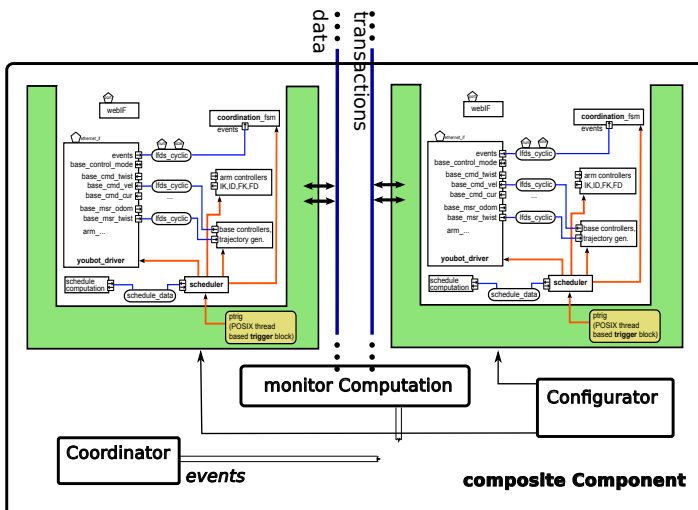 data
transactions
webIF
coordination_fsm
events
ethernet_if
events
base_control_mode
base_cmd_twist
base_cmd_vel
base_cmd_cur
base_msr_odom
base_msr_twist
arm_...
youbot_driver
lfds_cyclic
lfds_cyclic
...
lfds_cyclic
arm controllers
IK,ID,FK,FD
base controllers,
trajectory gen.
schedule
computation
schedule_data
scheduler
ptrig
(POSIX thread
based trigger block)
webIF
coordination_fsm
events
ethernet_if
events
base_control_mode
base_cmd_twist
base_cmd_vel
base_cmd_cur
base_msr_odom
base_msr_twist
arm_...
youbot_driver
lfds_cyclic
lfds_cyclic
...
lfds_cyclic
arm controllers
IK,ID,FK,FD
base controllers,
trajectory gen.
schedule
computation
schedule_data
scheduler
ptrig
(POSIX thread
based trigger block)
monitor Computation
Configurator
Coordinator
events
composite Component